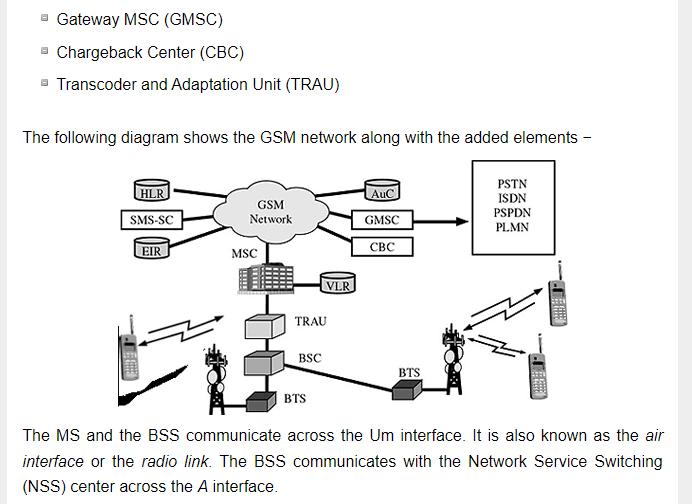 Gateway MSC (GMSC)
Chargeback Center (CBC)
Transcoder and Adaptation Unit (TRAU)
The following diagram shows the GSM network along with the added elements −
HLR
SMS-SC
EIR
GSM
Network
AuC
GMSC
CBC
PSTN
ISDN
PSPDN
PLMN
MSC
VLR
TRAU
BSC
BTS
BTS
The MS and the BSS communicate across the Um interface. It is also known as the air
interface or the radio link. The BSS communicates with the Network Service Switching
(NSS) center across the A interface.